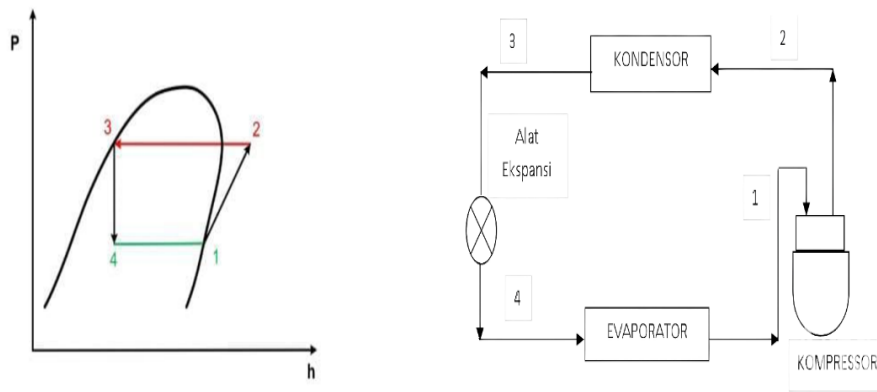 P
3
2
4
1
h
3
KONDENSOR
2
Alat
Ekspansi
1
4
EVAPORATOR
KOMPRESSOR